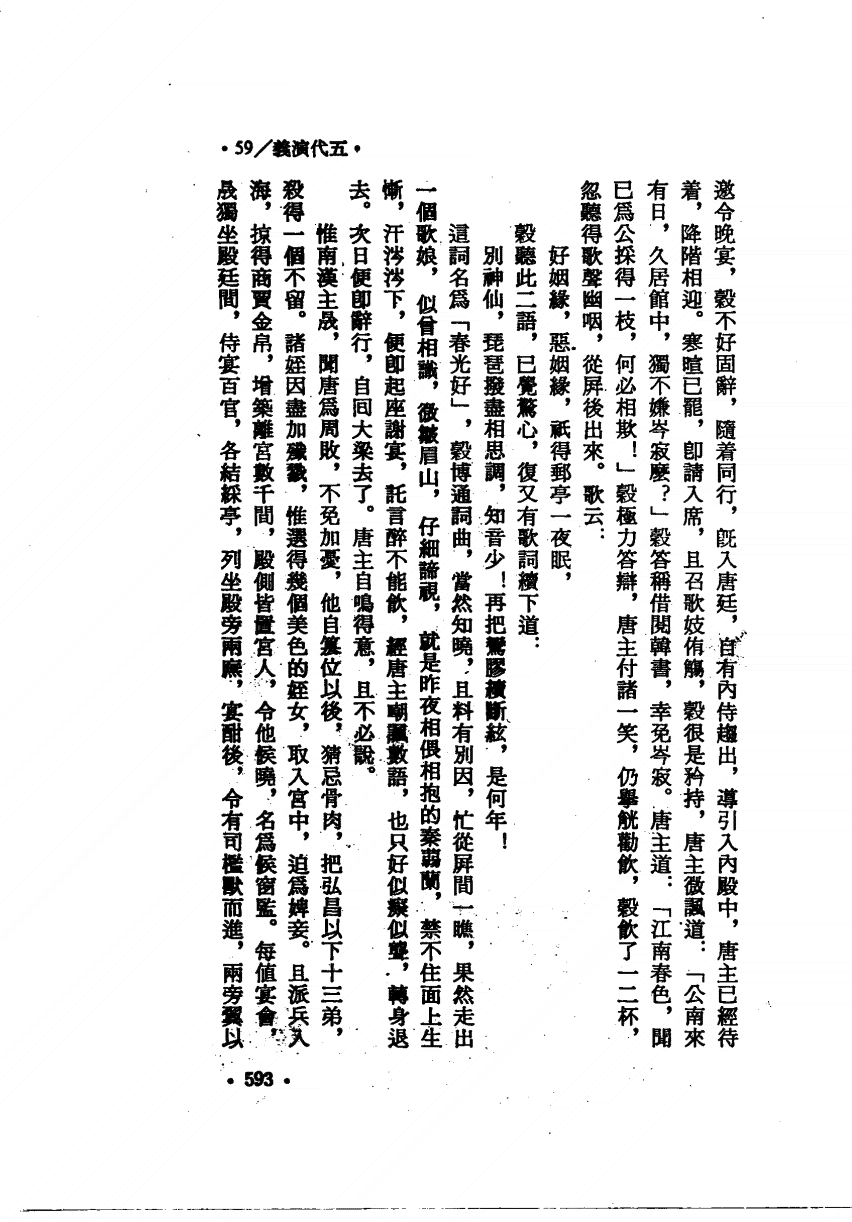 •59/義演代五•
邀令晚宴，穀不好固辭，隨着同行，旣入唐廷，自有內侍趨出，導引入內殿中，唐主已經待
着，降階相迎。寒暄已罷，卽請入席，且召歌妓侑觴，穀很是矜持，唐主微諷道：「公南來
有日，久居館中，獨不嫌岑寂麼？」穀答稱借閱韓書，幸免岑寂。唐主道：「江南春色，聞
已爲公採得一枝，何必相欺！」穀極力答辯，唐主付諸一笑，仍擧觥勸飲，穀飲了一二杯，
忽聽得歌聲幽咽，從屏後出來。歌云：
好姻緣，惡姻緣，祇得郵亭一夜眠，
穀聽此二語，已覺驚心，復又有歌詞續下道：
別神仙，琵琶撥盡相思調，知音少！再把鸞膠續斷絃，是何年！
這詞名爲「春光好」，穀博通詞曲，當然知曉，且料有別因，忙從屏間一瞧，果然走出
一個歌娘，似曾相識，微皺眉山，仔細諦視，就是昨夜相偎相抱的秦蒻蘭，禁不住面上生
慚，汗涔涔下，便卽起座謝宴，託言醉不能飲，經唐主嘲諷數語，也只好似癡似聾，轉身退
去。次日便卽辭行，自回大梁去了。唐主自鳴得意，且不必說。
惟南漢主晟，聞唐爲周敗，不免加憂，他自篡位以後，猜忌骨肉，把弘昌以下十三弟，
殺得一個不留。諸姪因盡加殲戮，惟選得幾個美色的姪女，取入宮中，迫爲婢妾。且派兵入
海，掠得商賈金帛，增築離宮數千間，殿側皆置宮人，令他候曉，名爲候窗監。每値宴會，
晟獨坐殿廷間，侍宴百官，各結綵亭，列坐殿旁兩廡，宴酣後，令有司檻獸而進，兩旁翼以
•593•